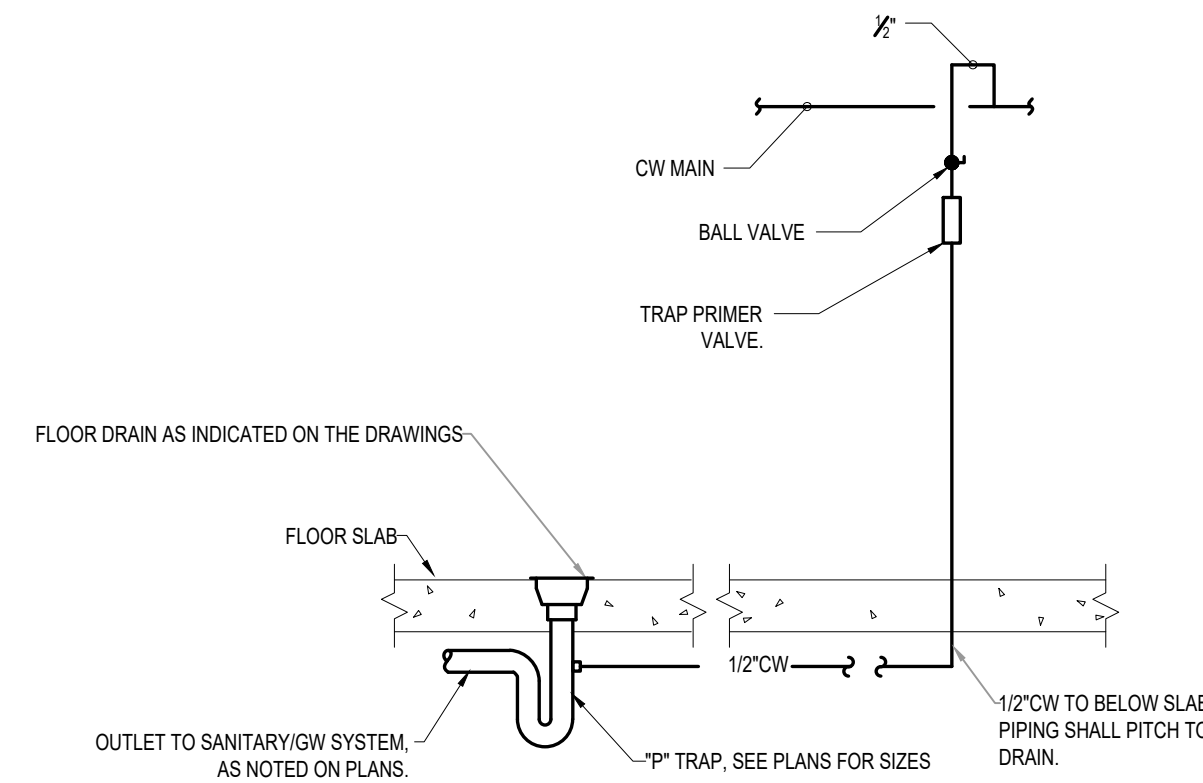 1/2"
CW MAIN
BALL VALVE
TRAP PRIMER
VALVE.
FLOOR DRAIN AS INDICATED ON THE DRAWINGS
FLOOR SLAB
1/2"CW
1/2"CW TO BELOW SLAB
PIPING SHALL PITCH TO
DRAIN.
OUTLET TO SANITARY/GW SYSTEM,
AS NOTED ON PLANS.
"P" TRAP, SEE PLANS FOR SIZES